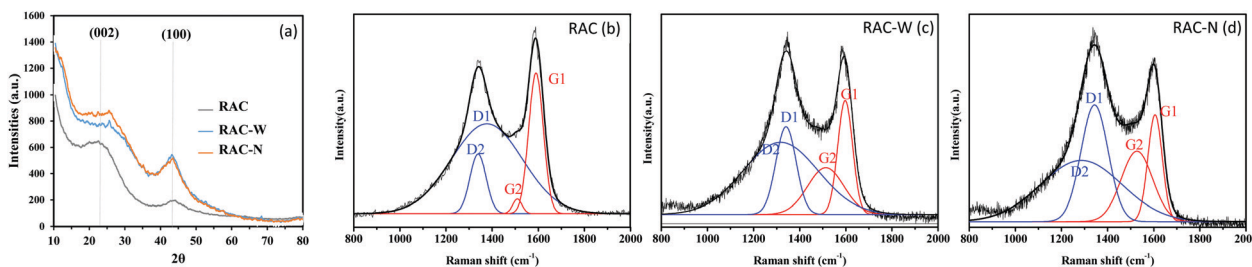 (a)
(002)
(100)
Intensities (a.u.)
1600
1400
1200
1000
800
600
400
200
0
RAC
RAC-W
RAC-N
10 20 30 40 50 60 70 80
2θ
RAC (b)
Intensity(a.u.)
G1
D1
D2
G2
800 1000 1200 1400 1600 1800 2000
Raman shift (cm⁻¹)
RAC-W (c)
Intensity(a.u.)
G1
D1
D2
G2
800 1000 1200 1400 1600 1800 2000
Raman shift (cm⁻¹)
RAC-N (d)
Intensity(a.u.)
D1
G1
G2
D2
800 1000 1200 1400 1600 1800 2000
Raman shift (cm⁻¹)